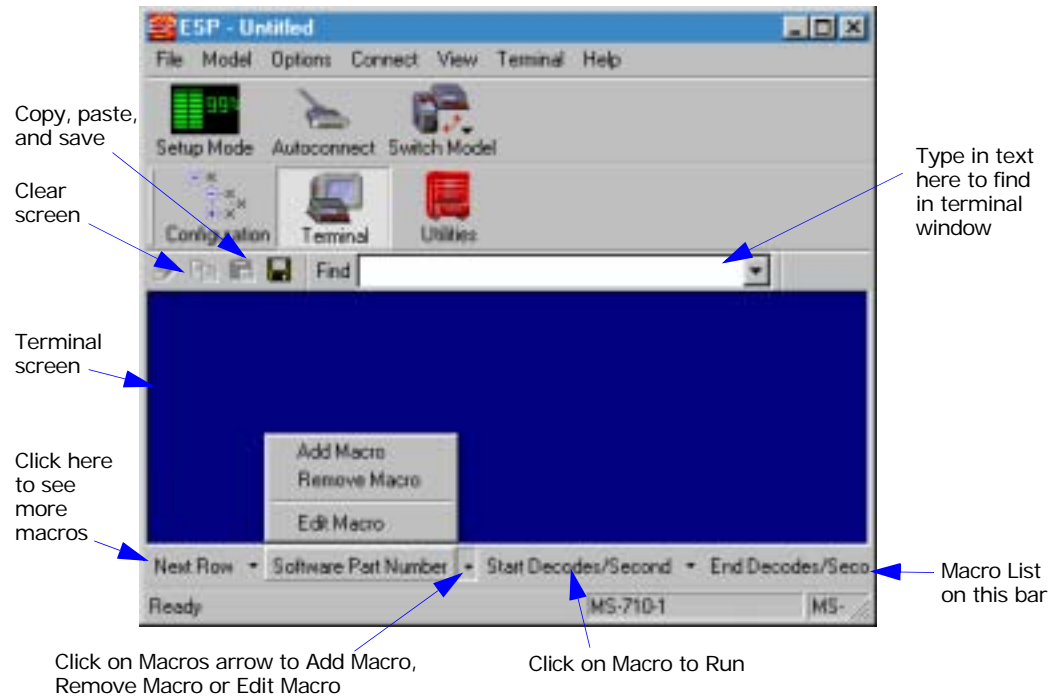 ESP - Untitled
File Model Options Connect View Terminal Help
99%
Setup Mode Autoconnect Switch Model
Configuration Terminal Utilities
Find
Copy, paste,
and save
Clear
screen
Type in text
here to find
in terminal
window
Terminal
screen
Click here
to see
more
macros
Add Macro
Remove Macro
Edit Macro
Next Row Software Part Number Start Decodes/Second End Decodes/Seco
Ready MS-710-1 MS-
Macro List
on this bar
Click on Macros arrow to Add Macro,
Remove Macro or Edit Macro
Click on Macro to Run